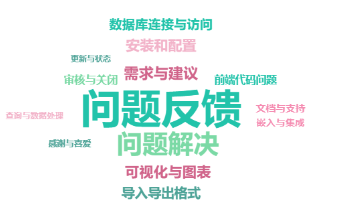 数据库连接与访问
安装和配置
更新与状态
需求与建议
审核与关闭
前端代码问题
问题反馈
文档与支持
查询与数据处理
嵌入与集成
问题解决
感谢与喜爱
可视化与图表
导入导出格式